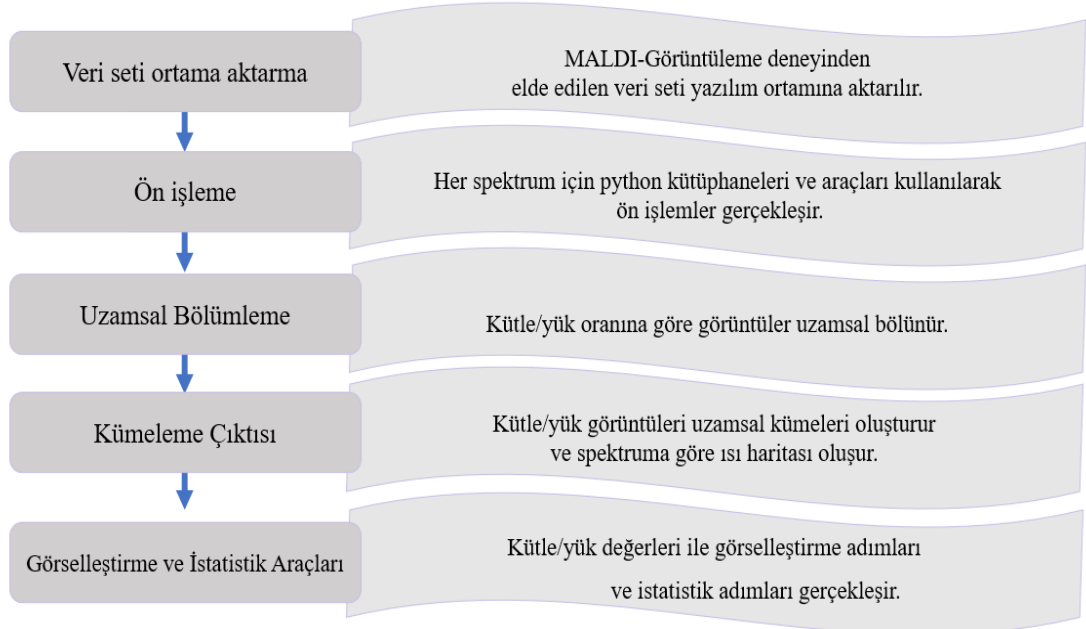 Veri seti ortama aktarma
MALDI-Görüntüleme deneyinden
elde edilen veri seti yazılım ortamına aktarılır.
Ön işleme
Her spektrum için python kütüphaneleri ve araçları kullanılarak
ön işlemler gerçekleşir.
Uzamsal Bölümleme
Kütle/yük oranına göre görüntüler uzamsal bölünür.
Kümeleme Çıktısı
Kütle/yük görüntüleri uzamsal kümeleri oluşturur
ve spektruma göre ısı haritası oluşur.
Görselleştirme ve İstatistik Araçları
Kütle/yük değerleri ile görselleştirme adımları
ve istatistik adımları gerçekleşir.